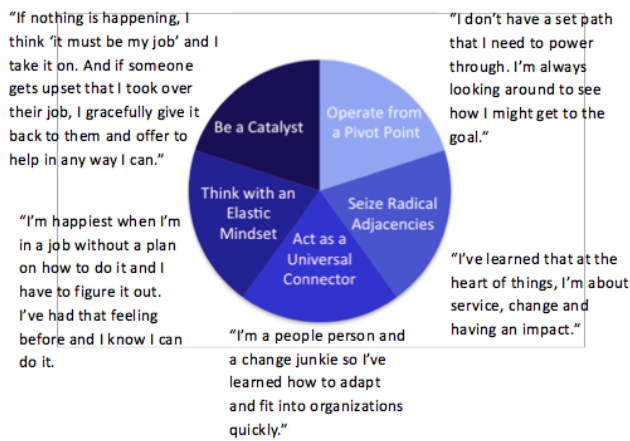 “If nothing is happening, I
think ‘it must be my job’ and I
take it on. And if someone
gets upset that I took over
their job, I gracefully give it
back to them and offer to
help in any way I can.”
“I don’t have a set path
that I need to power
through. I’m always
looking around to see
how I might get to the
goal.”
Be a Catalyst
Operate from
a Pivot Point
Think with an
Elastic
Mindset
Seize Radical
Adjacencies
Act as a
Universal
Connector
“I’m happiest when I’m
in a job without a plan
on how to do it and I
have to figure it out.
I’ve had that feeling
before and I know I can
do it.
“I’ve learned that at the
heart of things, I’m about
service, change and
having an impact.”
“I’m a people person and
a change junkie so I’ve
learned how to adapt
and fit into organizations
quickly.”